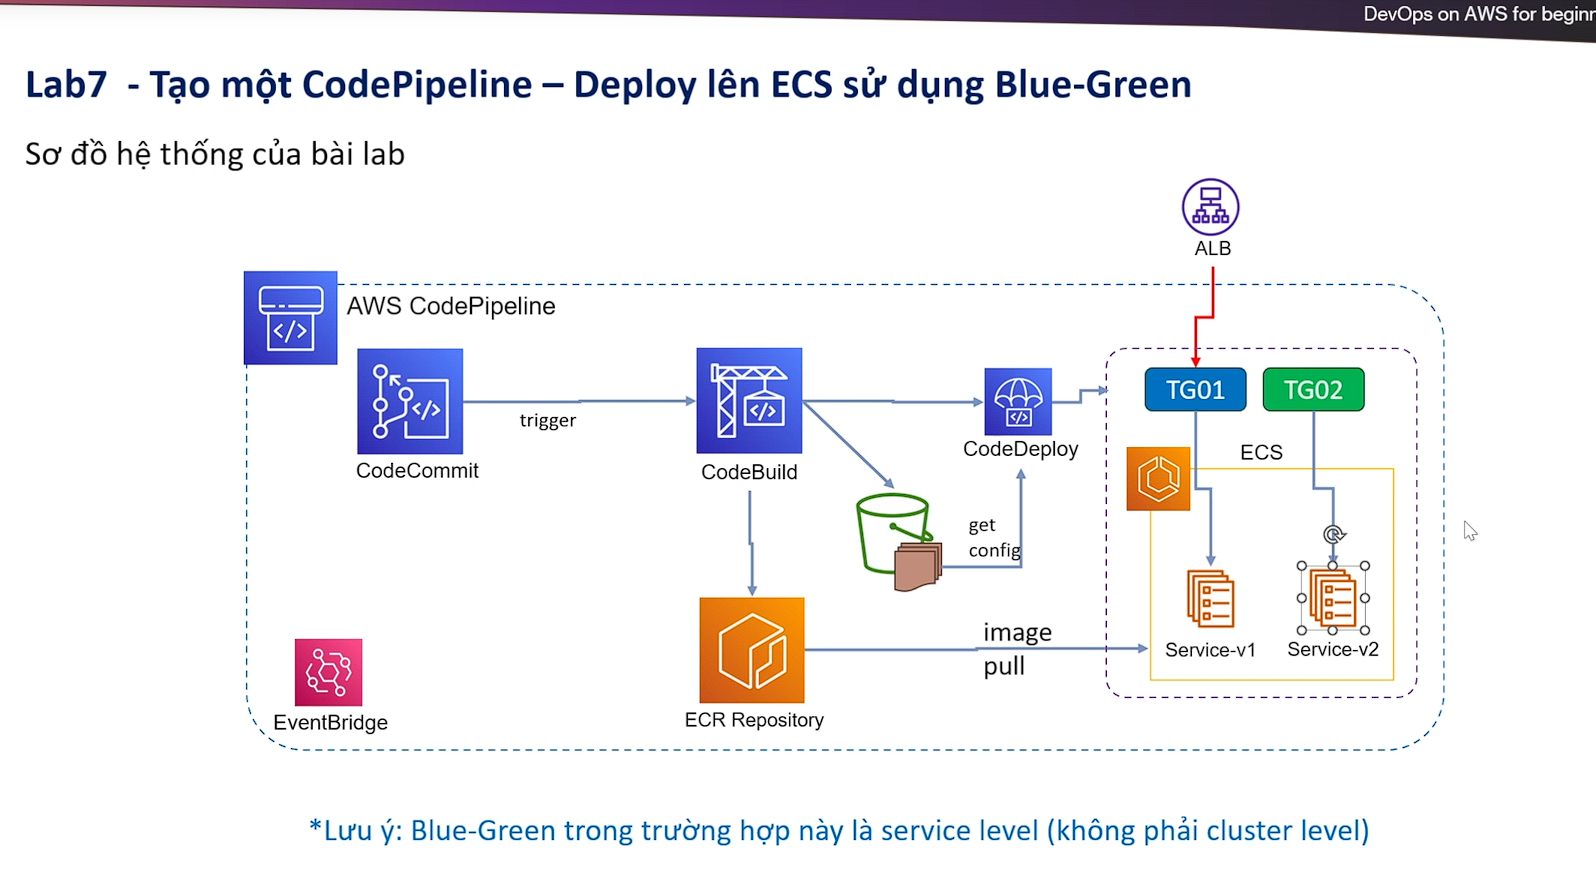 DevOps on AWS for beginn
Lab7 - Tạo một CodePipeline – Deploy lên ECS sử dụng Blue-Green
Sơ đồ hệ thống của bài lab
ALB
AWS CodePipeline
TG01
TG02
trigger
CodeCommit
CodeBuild
CodeDeploy
ECS
get
config
image
pull
Service-v1
Service-v2
EventBridge
ECR Repository
*Lưu ý: Blue-Green trong trường hợp này là service level (không phải cluster level)